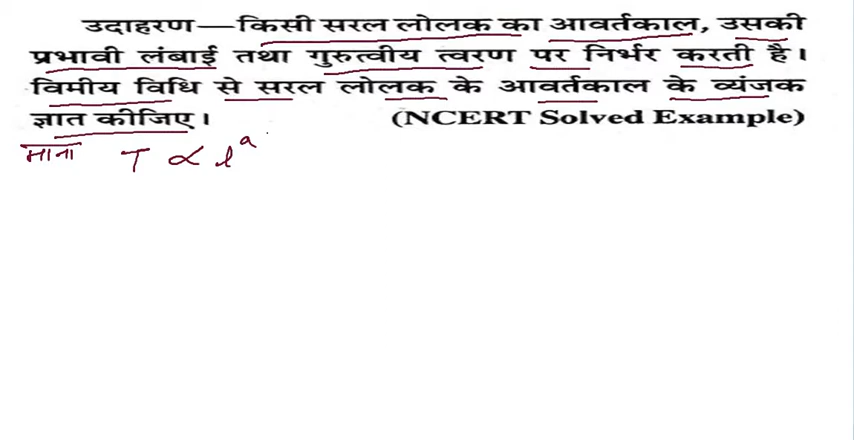 उदाहरण—किसी सरल लोलक का आवर्तकाल, उसकी
प्रभावी लंबाई तथा गुरुत्वीय त्वरण पर निर्भर करती है।
विमीय विधि से सरल लोलक के आवर्तकाल के व्यंजक
ज्ञात कीजिए। (NCERT Solved Example)
माना T ∝ l^a